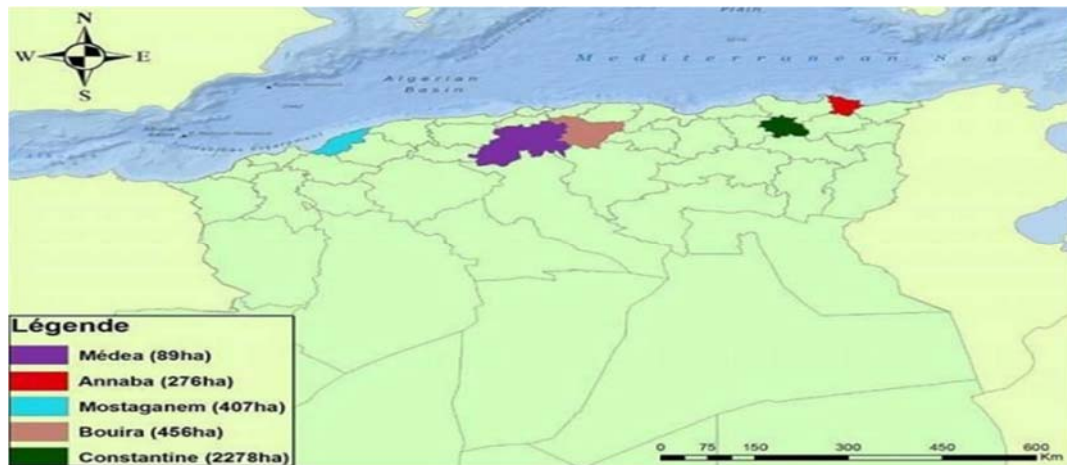 N
W E
S
Plain
Mediterranean Sea
Algerian
Basin
Légende
Médea (89ha)
Annaba (276ha)
Mostaganem (407ha)
Bouira (456ha)
Constantine (2278ha)
0 75 150 300 450 600
Km